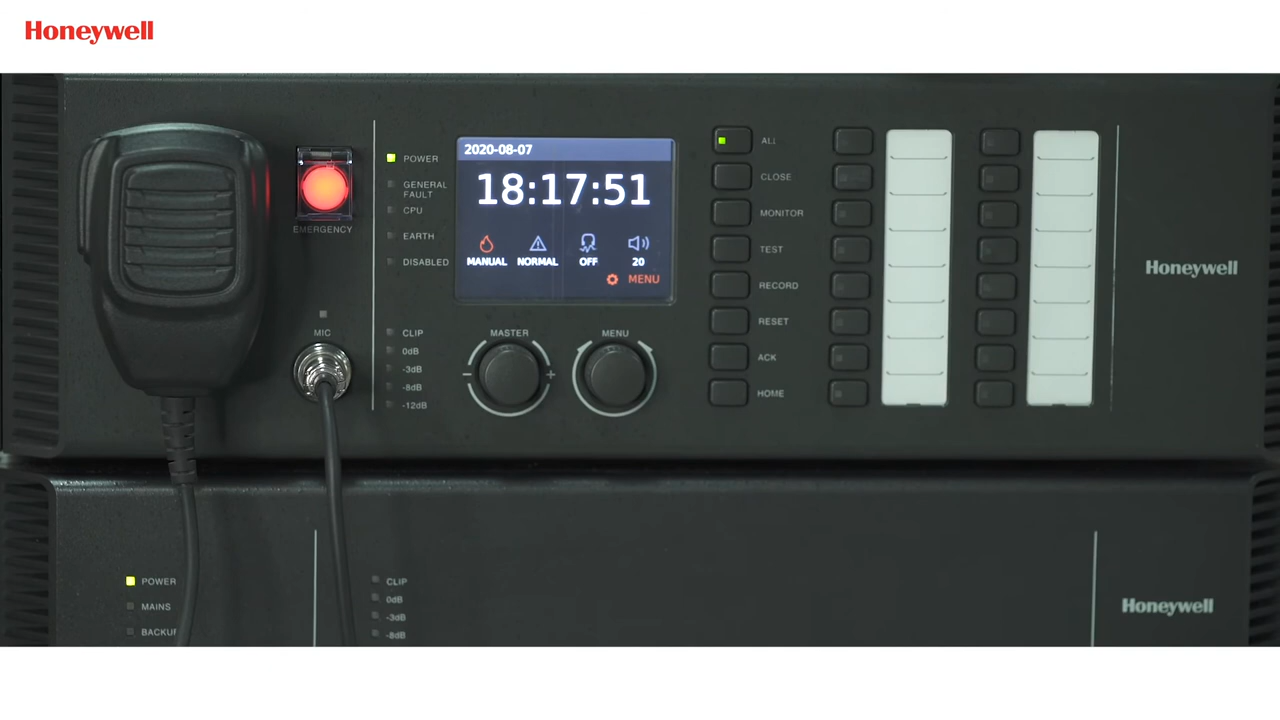 Honeywell
EMERGENCY
MIC
POWER
GENERAL
FAULT
CPU
EARTH
DISABLED
CLIP
0dB
-3dB
-8dB
-12dB
2020-08-07
18:17:51
MANUAL NORMAL OFF 20
MENU
MASTER
- +
MENU
ALL
CLOSE
MONITOR
TEST
RECORD
RESET
ACK
HOME
Honeywell
POWER
MAINS
BACKUP
CLIP
0dB
-3dB
-8dB
Honeywell